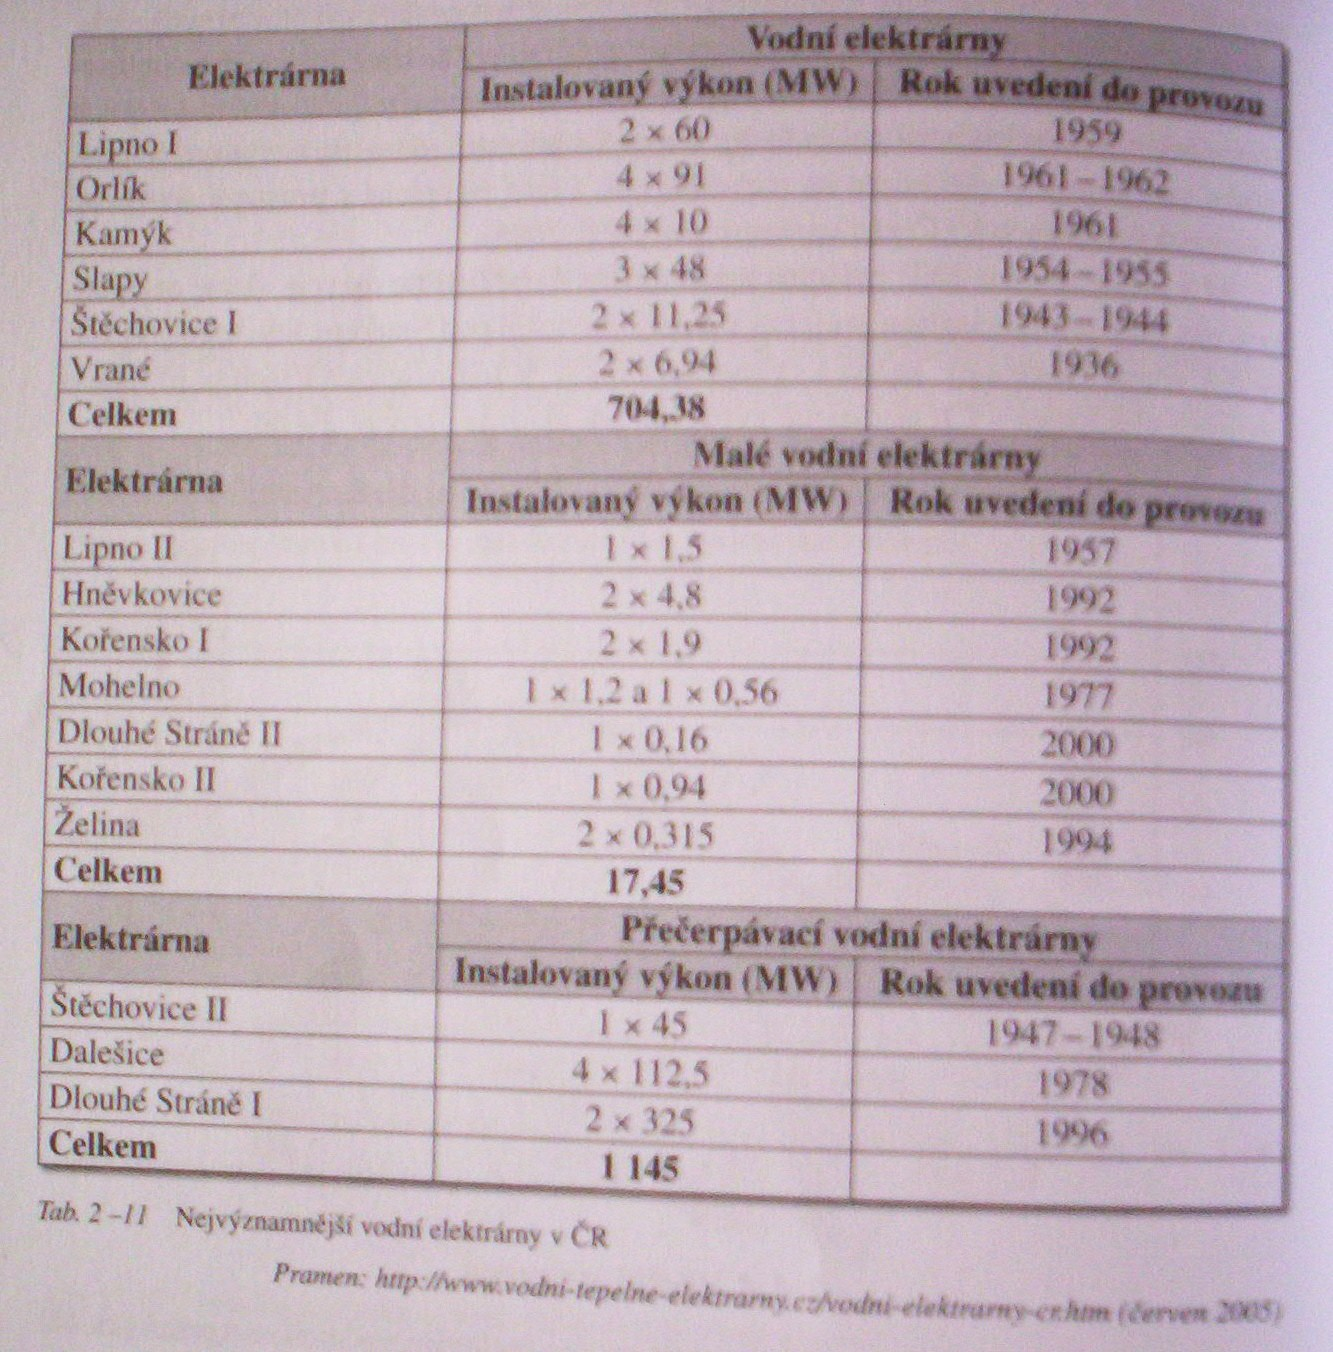 Elektrárna Vodní elektrárny
Instalovaný výkon (MW) Rok uvedení do provozu
Lipno I 2 × 60 1959
Orlík 4 × 91 1961–1962
Kamýk 4 × 10 1961
Slapy 3 × 48 1954–1955
Štěchovice I 2 × 11,25 1943–1944
Vrané 2 × 6,94 1936
Celkem 704,38
Elektrárna Malé vodní elektrárny
Instalovaný výkon (MW) Rok uvedení do provozu
Lipno II 1 × 1,5 1957
Hněvkovice 2 × 4,8 1992
Kořensko I 2 × 1,9 1992
Mohelno 1 × 1,2 a 1 × 0,56 1977
Dlouhé Stráně II 1 × 0,16 2000
Kořensko II 1 × 0,94 2000
Želina 2 × 0,315 1994
Celkem 17,45
Elektrárna Přečerpávací vodní elektrárny
Instalovaný výkon (MW) Rok uvedení do provozu
Štěchovice II 1 × 45 1947–1948
Dalešice 4 × 112,5 1978
Dlouhé Stráně I 2 × 325 1996
Celkem 1 145
Tab. 2–11 Nejvýznamnější vodní elektrárny v ČR
Pramen: http://www.vodni-tepelne-elektrarny.cz/vodni-elektrarny-cr.htm (červen 2005)